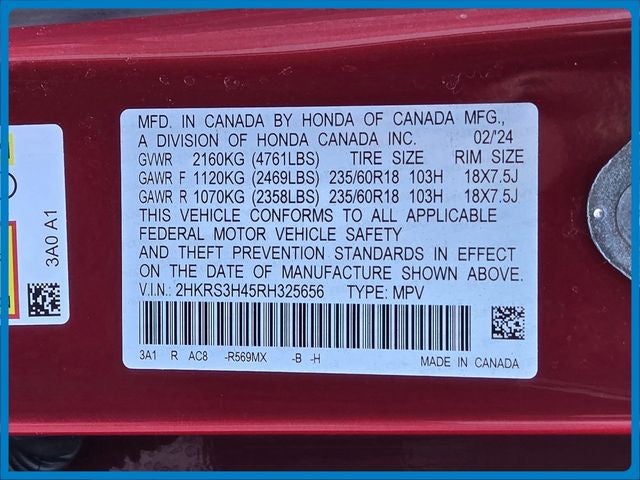 MFD. IN CANADA BY HONDA OF CANADA MFG.,
A DIVISION OF HONDA CANADA INC. 02/'24
GVWR 2160KG (4761LBS) TIRE SIZE RIM SIZE
GAWR F 1120KG (2469LBS) 235/60R18 103H 18X7.5J
GAWR R 1070KG (2358LBS) 235/60R18 103H 18X7.5J
THIS VEHICLE CONFORMS TO ALL APPLICABLE
FEDERAL MOTOR VEHICLE SAFETY
AND THEFT PREVENTION STANDARDS IN EFFECT
ON THE DATE OF MANUFACTURE SHOWN ABOVE.
V.I.N.: 2HKRS3H45RH325656 TYPE: MPV
3A1 R AC8 -R569MX -B -H MADE IN CANADA
3A0 A1